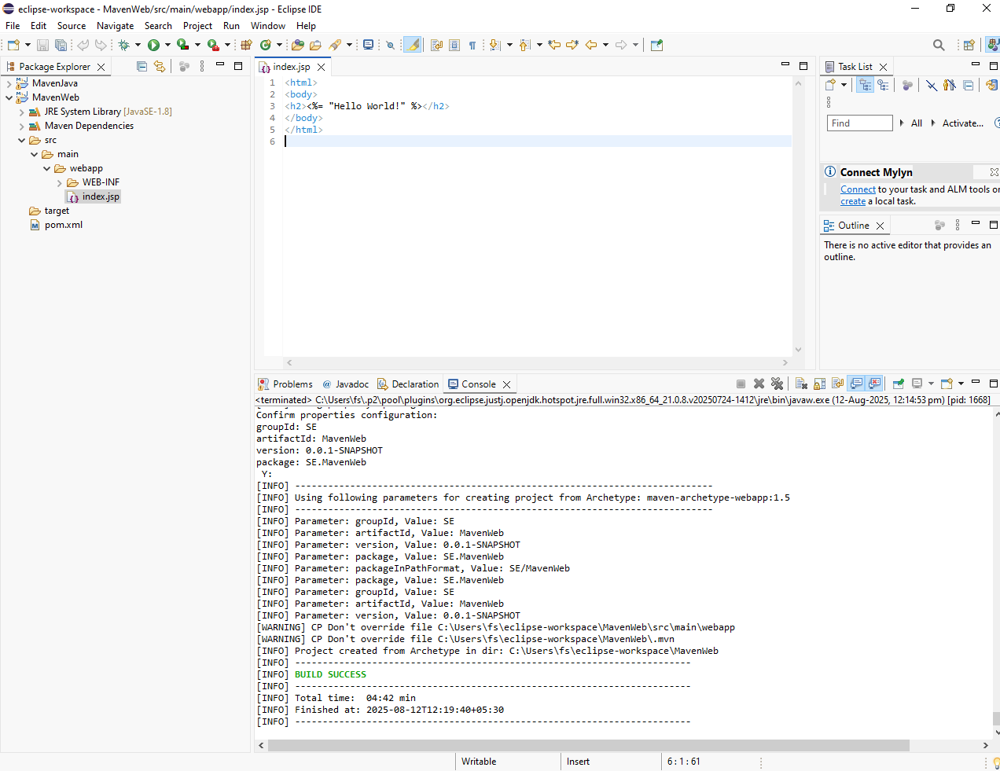 eclipse-workspace - MavenWeb/src/main/webapp/index.jsp - Eclipse IDE
File Edit Source Navigate Search Project Run Window Help
Package Explorer
MavenJava
MavenWeb
JRE System Library [JavaSE-1.8]
Maven Dependencies
src
main
webapp
WEB-INF
index.jsp
target
pom.xml
index.jsp
1 <html>
2 <body>
3 <h2><%= "Hello World!" %></h2>
4 </body>
5 </html>
6
Task List
Find All Activate...
Connect Mylyn
Connect to your task and ALM tools or
create a local task.
Outline
There is no active editor that provides an
outline.
Problems @ Javadoc Declaration Console
<terminated> C:\Users\fs\.p2\pool\plugins\org.eclipse.justj.openjdk.hotspot.jre.full.win32.x86_64_21.0.8.v20250724-1412\jre\bin\javaw.exe (12-Aug-2025, 12:14:53 pm) [pid: 1668]
Confirm properties configuration:
groupId: SE
artifactId: MavenWeb
version: 0.0.1-SNAPSHOT
package: SE.MavenWeb
Y:
[INFO] ----------------------------------------------------------------------------
[INFO] Using following parameters for creating project from Archetype: maven-archetype-webapp:1.5
[INFO] ----------------------------------------------------------------------------
[INFO] Parameter: groupId, Value: SE
[INFO] Parameter: artifactId, Value: MavenWeb
[INFO] Parameter: version, Value: 0.0.1-SNAPSHOT
[INFO] Parameter: package, Value: SE.MavenWeb
[INFO] Parameter: packageInPathFormat, Value: SE/MavenWeb
[INFO] Parameter: package, Value: SE.MavenWeb
[INFO] Parameter: groupId, Value: SE
[INFO] Parameter: artifactId, Value: MavenWeb
[INFO] Parameter: version, Value: 0.0.1-SNAPSHOT
[WARNING] CP Don't override file C:\Users\fs\eclipse-workspace\MavenWeb\src\main\webapp
[WARNING] CP Don't override file C:\Users\fs\eclipse-workspace\MavenWeb\.mvn
[INFO] Project created from Archetype in dir: C:\Users\fs\eclipse-workspace\MavenWeb
[INFO] ------------------------------------------------------------------------
[INFO] BUILD SUCCESS
[INFO] ------------------------------------------------------------------------
[INFO] Total time:  04:42 min
[INFO] Finished at: 2025-08-12T12:19:40+05:30
[INFO] ------------------------------------------------------------------------
Writable Insert 6 : 1 : 61